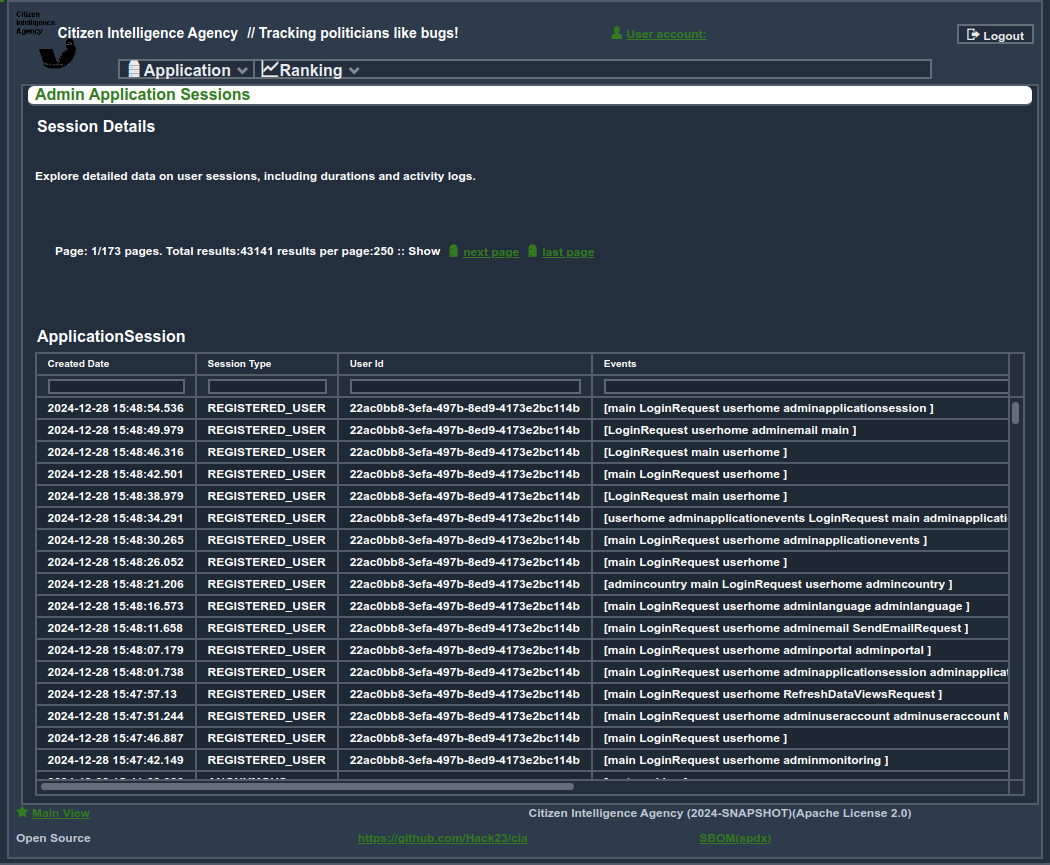 Citizen
Intelligence
Agency
Citizen Intelligence Agency // Tracking politicians like bugs!
User account:
Logout
Application Ranking
Admin Application Sessions
Session Details
Explore detailed data on user sessions, including durations and activity logs.
Page: 1/173 pages. Total results:43141 results per page:250 :: Show next page last page
ApplicationSession
Created Date Session Type User Id Events
2024-12-28 15:48:54.536 REGISTERED_USER 22ac0bb8-3efa-497b-8ed9-4173e2bc114b [main LoginRequest userhome adminapplicationsession ]
2024-12-28 15:48:49.979 REGISTERED_USER 22ac0bb8-3efa-497b-8ed9-4173e2bc114b [LoginRequest userhome adminemail main ]
2024-12-28 15:48:46.316 REGISTERED_USER 22ac0bb8-3efa-497b-8ed9-4173e2bc114b [LoginRequest main userhome ]
2024-12-28 15:48:42.501 REGISTERED_USER 22ac0bb8-3efa-497b-8ed9-4173e2bc114b [main LoginRequest userhome ]
2024-12-28 15:48:38.979 REGISTERED_USER 22ac0bb8-3efa-497b-8ed9-4173e2bc114b [LoginRequest main userhome ]
2024-12-28 15:48:34.291 REGISTERED_USER 22ac0bb8-3efa-497b-8ed9-4173e2bc114b [userhome adminapplicationevents LoginRequest main adminapplicati
2024-12-28 15:48:30.265 REGISTERED_USER 22ac0bb8-3efa-497b-8ed9-4173e2bc114b [main LoginRequest userhome adminapplicationevents ]
2024-12-28 15:48:26.052 REGISTERED_USER 22ac0bb8-3efa-497b-8ed9-4173e2bc114b [main LoginRequest userhome ]
2024-12-28 15:48:21.206 REGISTERED_USER 22ac0bb8-3efa-497b-8ed9-4173e2bc114b [admincountry main LoginRequest userhome admincountry ]
2024-12-28 15:48:16.573 REGISTERED_USER 22ac0bb8-3efa-497b-8ed9-4173e2bc114b [main LoginRequest userhome adminlanguage adminlanguage ]
2024-12-28 15:48:11.658 REGISTERED_USER 22ac0bb8-3efa-497b-8ed9-4173e2bc114b [main LoginRequest userhome adminemail SendEmailRequest ]
2024-12-28 15:48:07.179 REGISTERED_USER 22ac0bb8-3efa-497b-8ed9-4173e2bc114b [main LoginRequest userhome adminportal adminportal ]
2024-12-28 15:48:01.738 REGISTERED_USER 22ac0bb8-3efa-497b-8ed9-4173e2bc114b [main LoginRequest userhome adminapplicationsession adminapplicat
2024-12-28 15:47:57.13 REGISTERED_USER 22ac0bb8-3efa-497b-8ed9-4173e2bc114b [main LoginRequest userhome RefreshDataViewsRequest ]
2024-12-28 15:47:51.244 REGISTERED_USER 22ac0bb8-3efa-497b-8ed9-4173e2bc114b [main LoginRequest userhome adminuseraccount adminuseraccount
2024-12-28 15:47:46.887 REGISTERED_USER 22ac0bb8-3efa-497b-8ed9-4173e2bc114b [main LoginRequest userhome ]
2024-12-28 15:47:42.149 REGISTERED_USER 22ac0bb8-3efa-497b-8ed9-4173e2bc114b [main LoginRequest userhome adminmonitoring ]
Main View Citizen Intelligence Agency (2024-SNAPSHOT)(Apache License 2.0)
Open Source https://github.com/Hack23/cia SBOM(spdx)